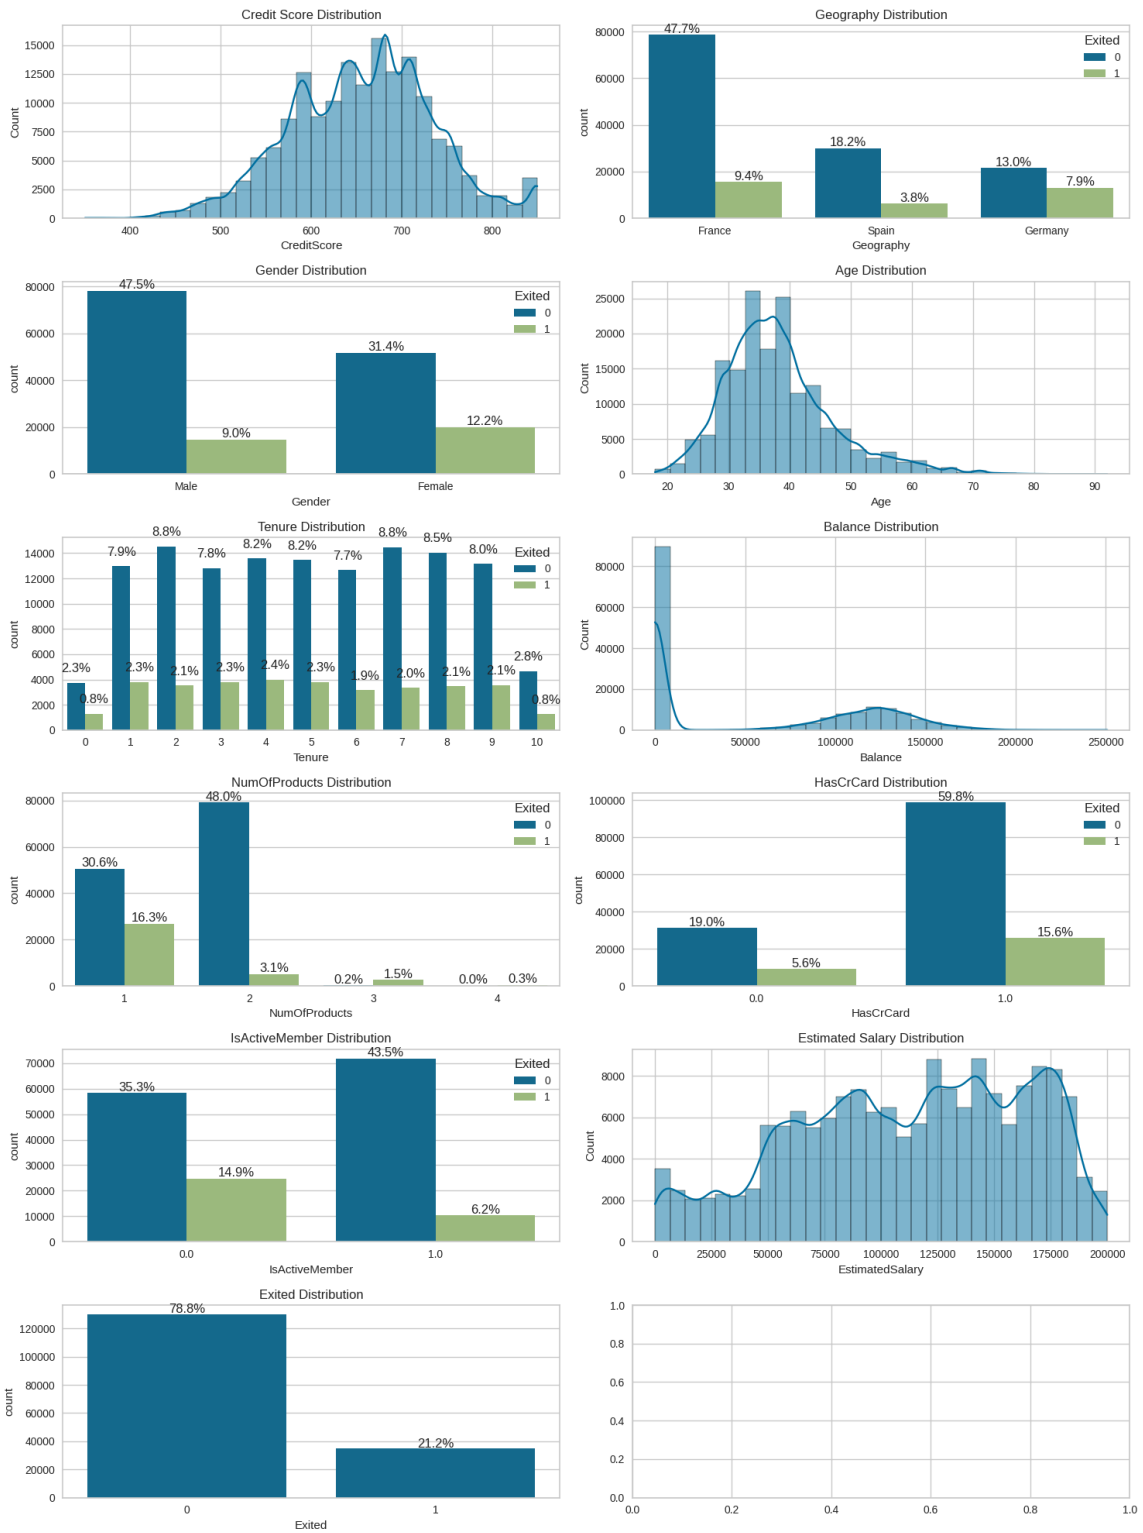 Credit Score Distribution
15000
12500
10000
7500
5000
2500
0
Count
400 500 600 700 800
CreditScore
Geography Distribution
80000
60000
40000
20000
0
count
47.7%
9.4%
18.2%
3.8%
13.0%
7.9%
Exited
0
1
France Spain Germany
Geography
Gender Distribution
80000
60000
40000
20000
0
count
47.5%
9.0%
31.4%
12.2%
Exited
0
1
Male Female
Gender
Age Distribution
25000
20000
15000
10000
5000
0
Count
20 30 40 50 60 70 80 90
Age
Tenure Distribution
14000
12000
10000
8000
6000
4000
2000
0
count
2.3% 7.9% 8.8% 7.8% 8.2% 8.2% 7.7% 8.8% 8.5% 8.0% 2.8%
0.8% 2.3% 2.1% 2.3% 2.4% 2.3% 1.9% 2.0% 2.1% 2.1% 0.8%
Exited
0
1
0 1 2 3 4 5 6 7 8 9 10
Tenure
Balance Distribution
80000
60000
40000
20000
0
Count
0 50000 100000 150000 200000 250000
Balance
NumOfProducts Distribution
80000
60000
40000
20000
0
count
30.6%
16.3%
48.0%
3.1%
0.2%
1.5%
0.0%
0.3%
Exited
0
1
1 2 3 4
NumOfProducts
HasCrCard Distribution
100000
80000
60000
40000
20000
0
count
19.0%
5.6%
59.8%
15.6%
Exited
0
1
0.0 1.0
HasCrCard
IsActiveMember Distribution
70000
60000
50000
40000
30000
20000
10000
0
count
35.3%
14.9%
43.5%
6.2%
Exited
0
1
0.0 1.0
IsActiveMember
Estimated Salary Distribution
8000
6000
4000
2000
0
Count
0 25000 50000 75000 100000 125000 150000 175000 200000
EstimatedSalary
Exited Distribution
120000
100000
80000
60000
40000
20000
0
count
78.8%
21.2%
0 1
Exited
1.0
0.8
0.6
0.4
0.2
0.0
0.0 0.2 0.4 0.6 0.8 1.0